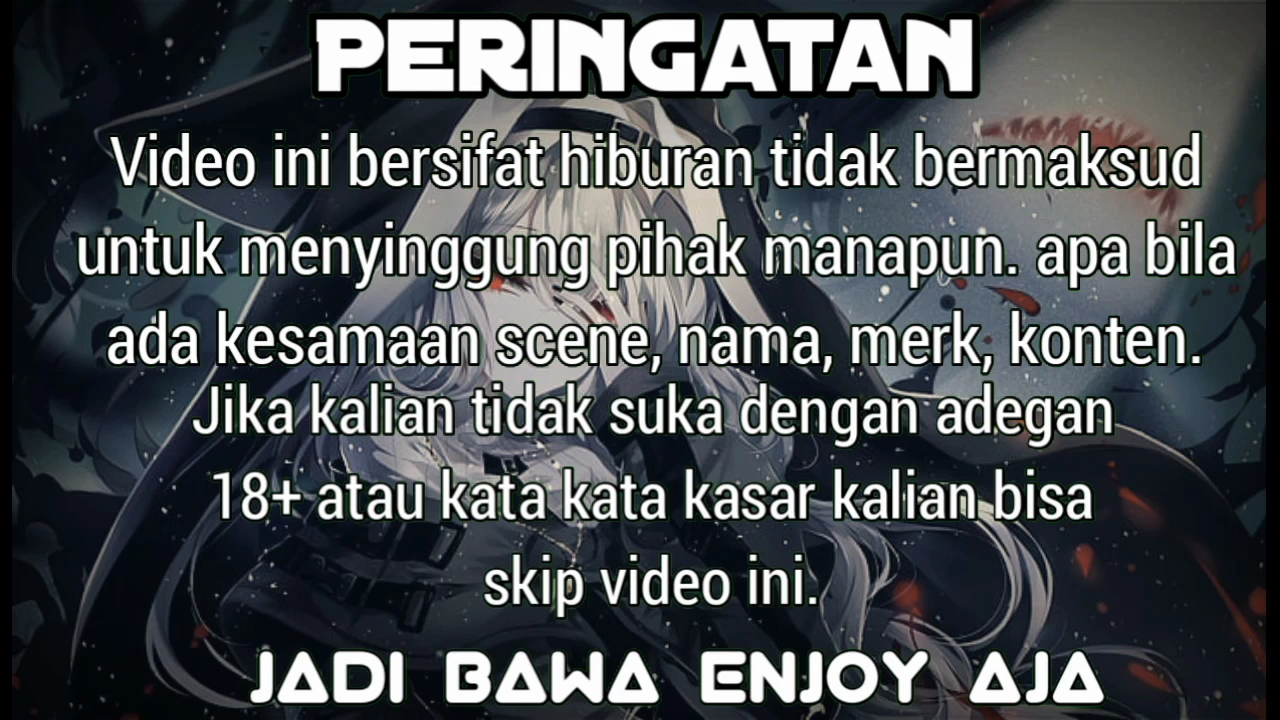 PERINGATAN
Video ini bersifat hiburan tidak bermaksud
untuk menyinggung pihak manapun. apa bila
ada kesamaan scene, nama, merk, konten.
Jika kalian tidak suka dengan adegan
18+ atau kata kata kasar kalian bisa
skip video ini.
JADI BAWA ENJOY AJA